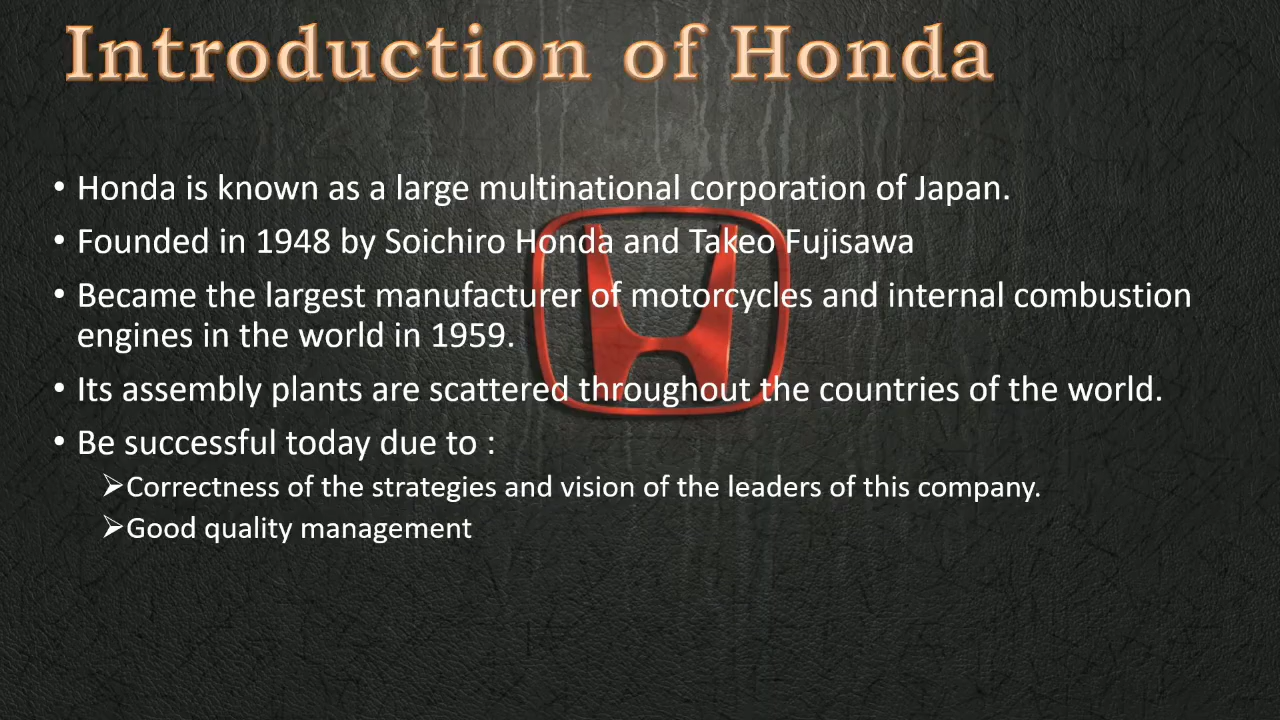 Introduction of Honda
• Honda is known as a large multinational corporation of Japan.
• Founded in 1948 by Soichiro Honda and Takeo Fujisawa
• Became the largest manufacturer of motorcycles and internal combustion
engines in the world in 1959.
• Its assembly plants are scattered throughout the countries of the world.
• Be successful today due to :
➢Correctness of the strategies and vision of the leaders of this company.
➢Good quality management